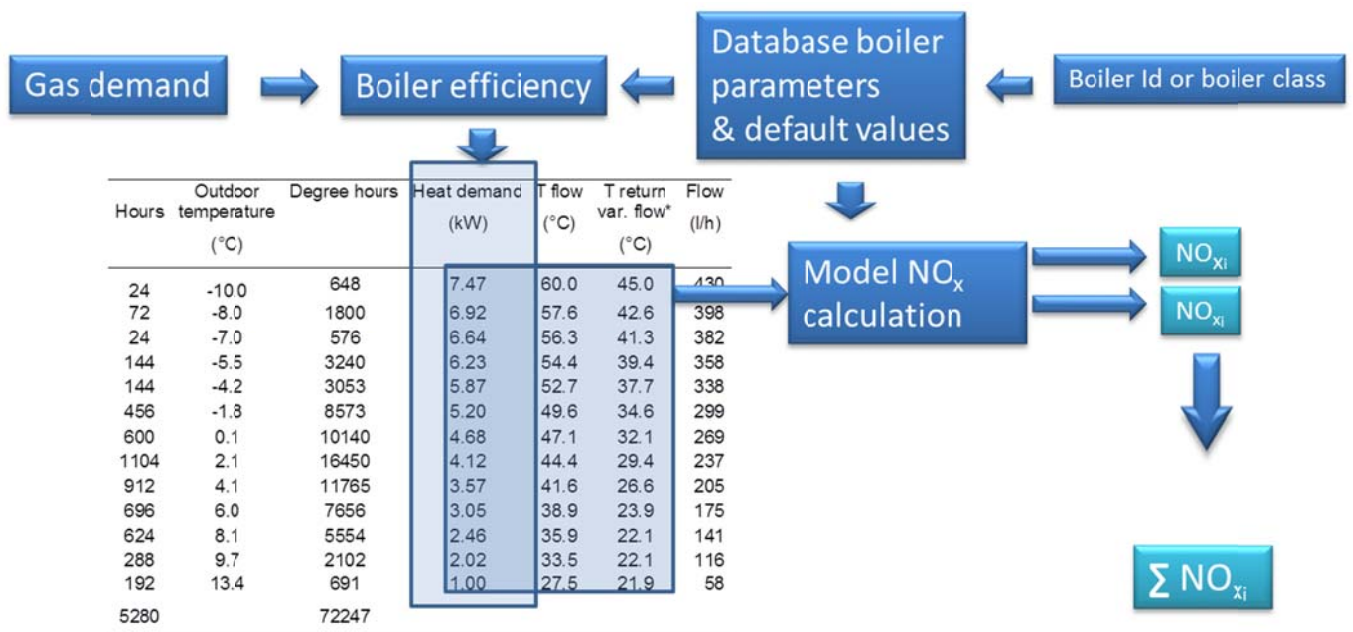 Gas demand
Boiler efficiency
Database boiler
parameters
& default values
Boiler Id or boiler class
Hours Outdoor temperature (°C) Degree hours Heat demand (kW) T flow (°C) T return var. flow* (°C) Flow (l/h)
24 -10.0 648 7.47 60.0 45.0 430
72 -8.0 1800 6.92 57.6 42.6 398
24 -7.0 576 6.64 56.3 41.3 382
144 -5.5 3240 6.23 54.4 39.4 358
144 -4.2 3053 5.87 52.7 37.7 338
456 -1.8 8573 5.20 49.6 34.6 299
600 0.1 10140 4.68 47.1 32.1 269
1104 2.1 16450 4.12 44.4 29.4 237
912 4.1 11765 3.57 41.6 26.6 205
696 6.0 7656 3.05 38.9 23.9 175
624 8.1 5554 2.46 35.9 22.1 141
288 9.7 2102 2.02 33.5 22.1 116
192 13.4 691 1.00 27.5 21.9 58
5280 72247
Model NOx
calculation
NOxi
NOxj
∑ NOxi